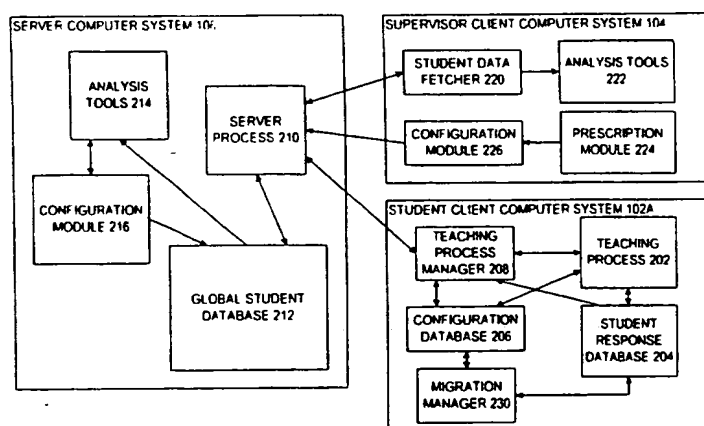 SERVER COMPUTER SYSTEM
ANALYSIS
TOOLS 214
SERVER
PROCESS 210
CONFIGURATION
MODULE 216
GLOBAL STUDENT
DATABASE 212
SUPERVISOR CLIENT COMPUTER SYSTEM 104
STUDENT DATA
FETCHER 220
ANALYSIS TOOLS
222
CONFIGURATION
MODULE 226
PRESCRIPTION
MODULE 224
STUDENT CLIENT COMPUTER SYSTEM 102A
TEACHING
PROCESS
MANAGER 208
TEACHING
PROCESS 202
CONFIGURATION
DATABASE 206
STUDENT
RESPONSE
DATABASE 204
MIGRATION
MANAGER 230